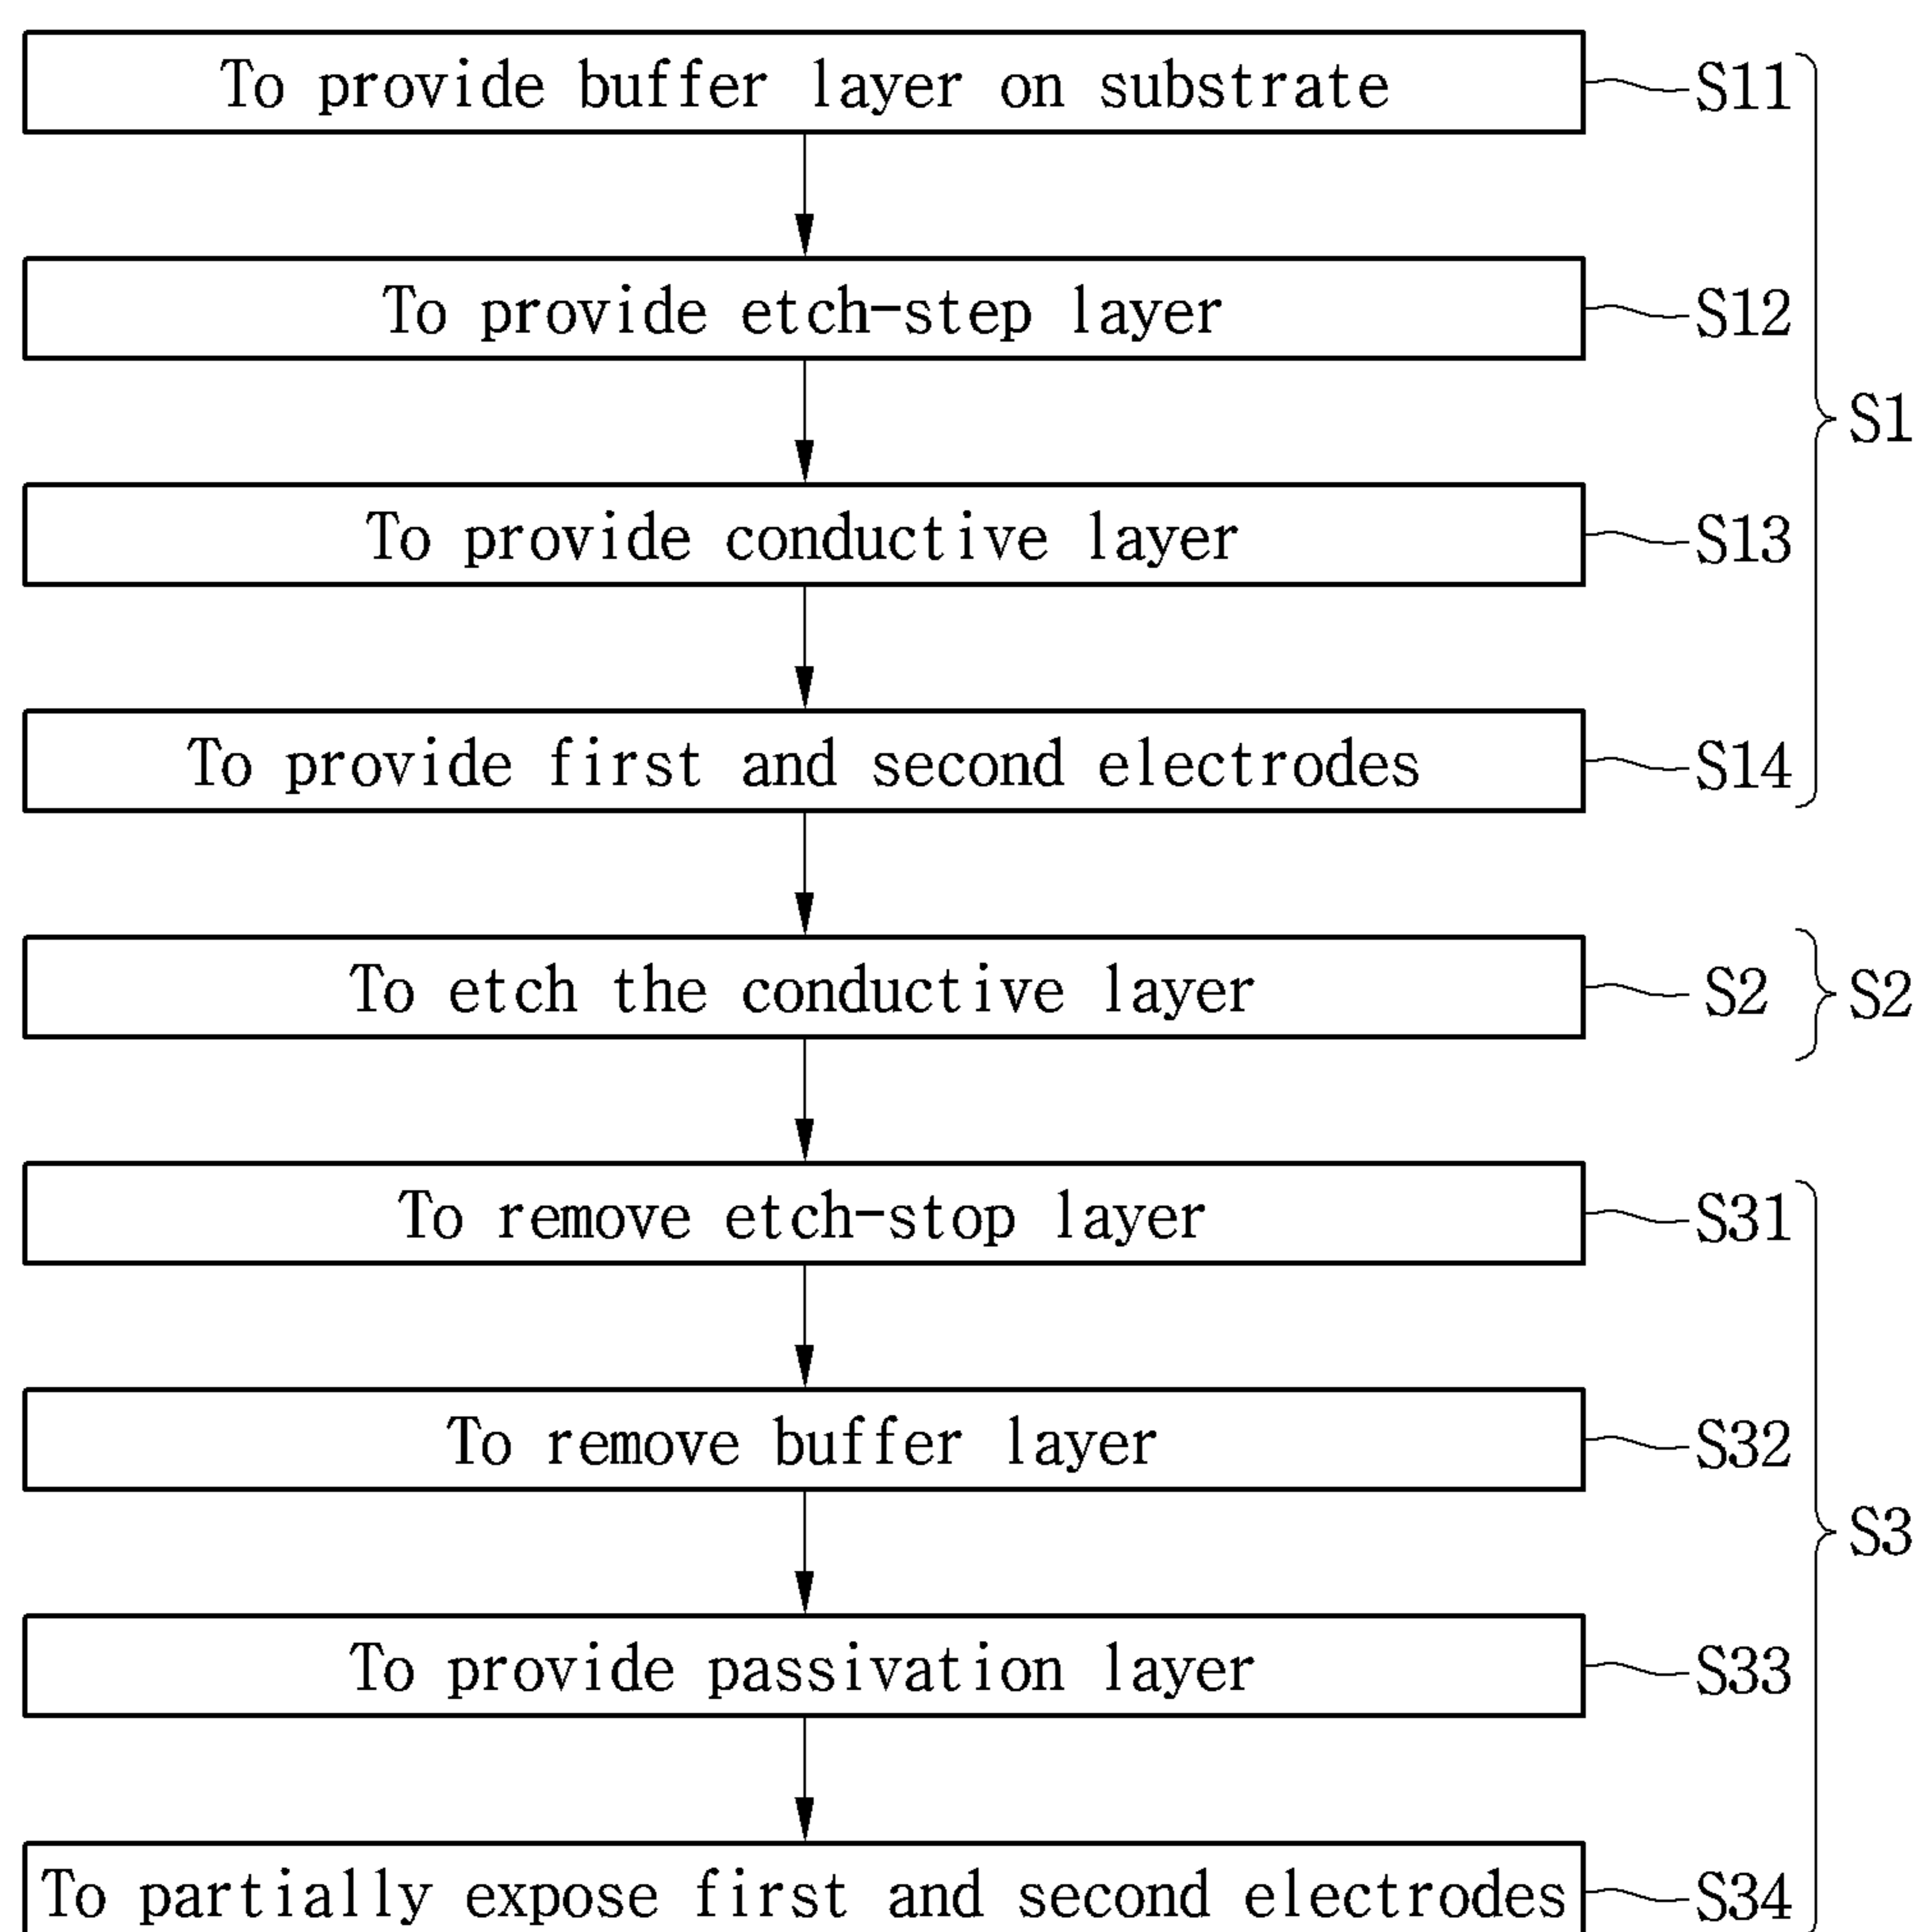 To provide buffer layer on substrate S11
To provide etch-step layer S12
S1
To provide conductive layer S13
To provide first and second electrodes S14
To etch the conductive layer S2 S2
To remove etch-stop layer S31
To remove buffer layer S32
S3
To provide passivation layer S33
To partially expose first and second electrodes S34